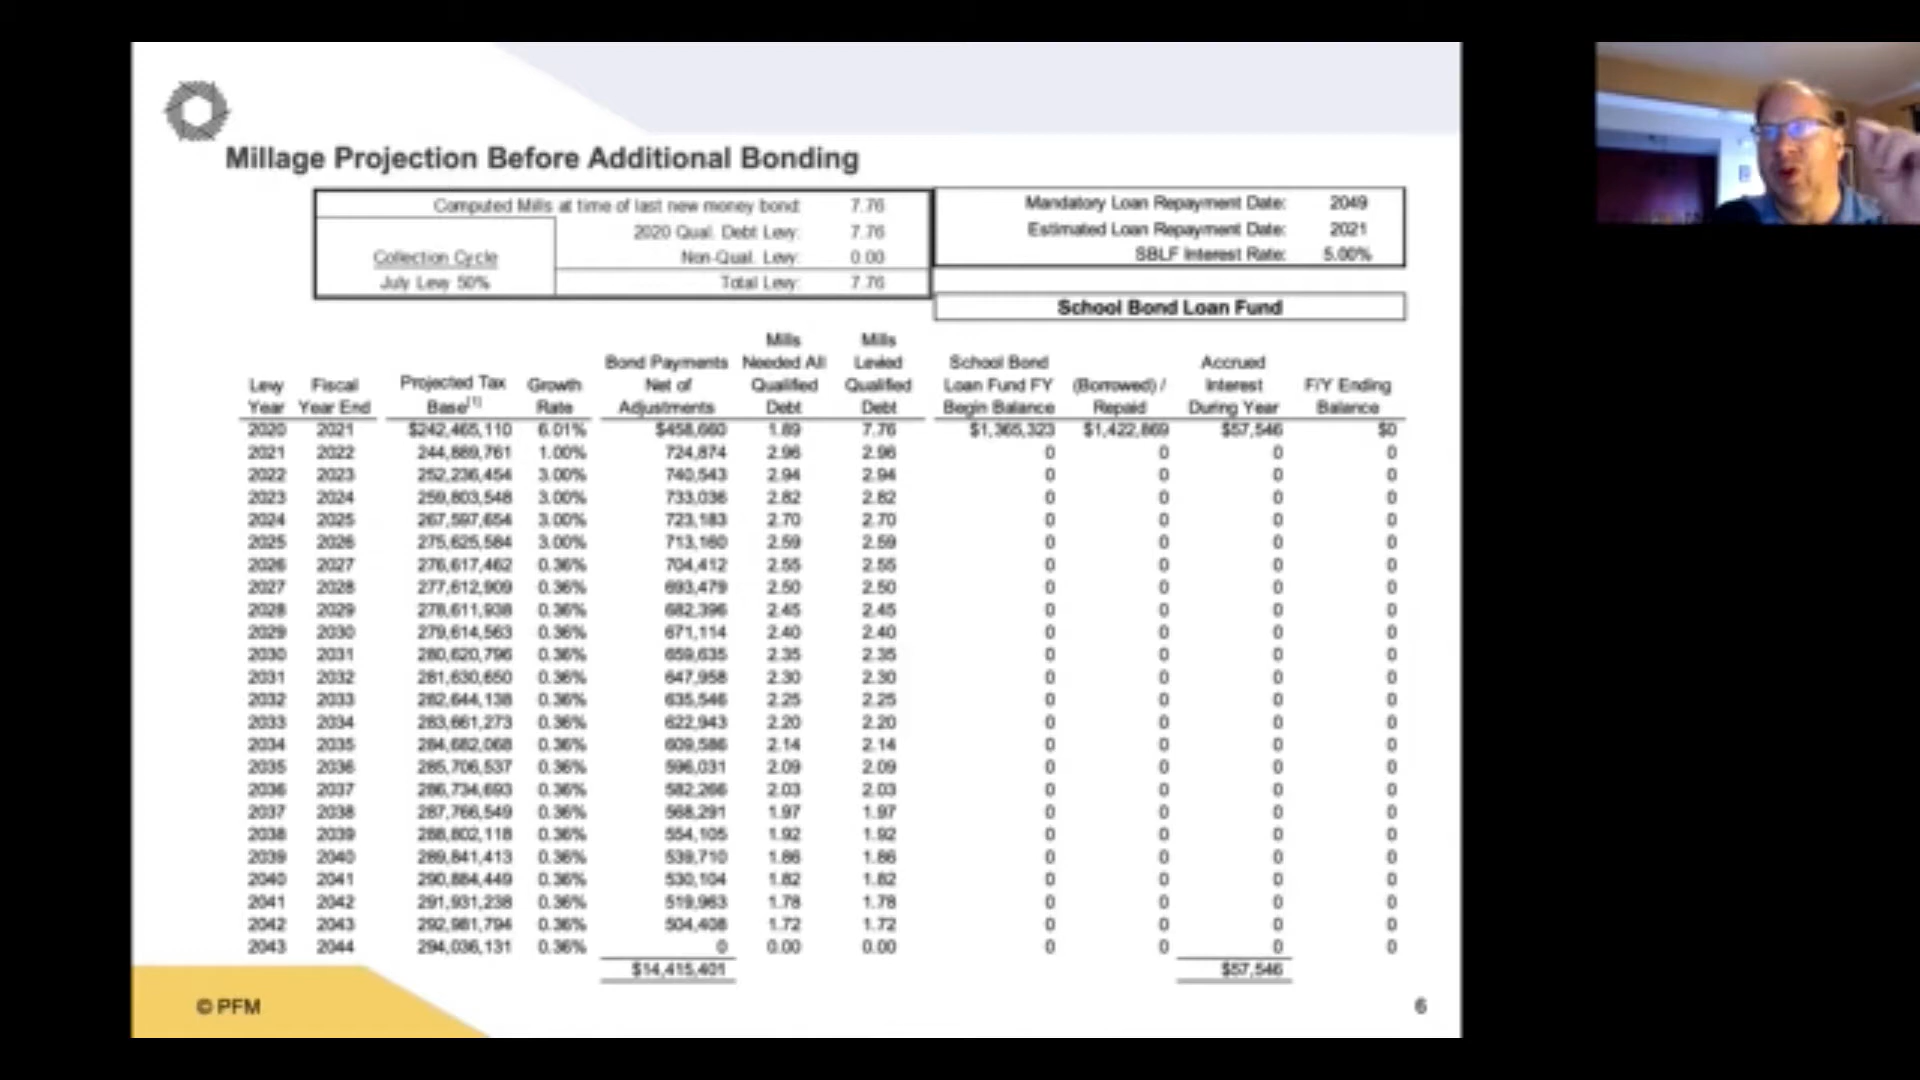 Millage Projection Before Additional Bonding
Computed Mills at time of last new money bond: 7.76
2020 Qual. Debt Levy: 7.76
Collection Cycle Non-Qual. Levy: 0.00
July Levy 50% Total Levy: 7.76
Mandatory Loan Repayment Date: 2049
Estimated Loan Repayment Date: 2021
SBLF Interest Rate: 5.00%
School Bond Loan Fund
Mills Mills
Bond Payments Needed All Levied School Bond Accrued
Levy Fiscal Projected Tax Growth Net of Qualified Qualified Loan Fund FY (Borrowed) / Interest F/Y Ending
Year Year End Base[1] Rate Adjustments Debt Debt Begin Balance Repaid During Year Balance
2020 2021 $242,465,110 6.01% $458,660 1.89 7.76 $1,365,323 $1,422,869 $57,546 $0
2021 2022 244,889,761 1.00% 724,874 2.96 2.96 0 0 0 0
2022 2023 252,236,454 3.00% 740,543 2.94 2.94 0 0 0 0
2023 2024 259,803,548 3.00% 733,036 2.82 2.82 0 0 0 0
2024 2025 267,597,654 3.00% 723,183 2.70 2.70 0 0 0 0
2025 2026 275,625,584 3.00% 713,160 2.59 2.59 0 0 0 0
2026 2027 276,617,462 0.36% 704,412 2.55 2.55 0 0 0 0
2027 2028 277,612,909 0.36% 693,479 2.50 2.50 0 0 0 0
2028 2029 278,611,938 0.36% 682,396 2.45 2.45 0 0 0 0
2029 2030 279,614,563 0.36% 671,114 2.40 2.40 0 0 0 0
2030 2031 280,620,796 0.36% 659,635 2.35 2.35 0 0 0 0
2031 2032 281,630,650 0.36% 647,958 2.30 2.30 0 0 0 0
2032 2033 282,644,138 0.36% 635,546 2.25 2.25 0 0 0 0
2033 2034 283,661,273 0.36% 622,943 2.20 2.20 0 0 0 0
2034 2035 284,682,068 0.36% 609,586 2.14 2.14 0 0 0 0
2035 2036 285,706,537 0.36% 596,031 2.09 2.09 0 0 0 0
2036 2037 286,734,693 0.36% 582,266 2.03 2.03 0 0 0 0
2037 2038 287,766,549 0.36% 568,291 1.97 1.97 0 0 0 0
2038 2039 288,802,118 0.36% 554,105 1.92 1.92 0 0 0 0
2039 2040 289,841,413 0.36% 539,710 1.86 1.86 0 0 0 0
2040 2041 290,884,449 0.36% 530,104 1.82 1.82 0 0 0 0
2041 2042 291,931,238 0.36% 519,963 1.78 1.78 0 0 0 0
2042 2043 292,981,794 0.36% 504,408 1.72 1.72 0 0 0 0
2043 2044 294,036,131 0.36% 0 0.00 0.00 0 0 0 0
$14,415,401 $57,546
© PFM 6